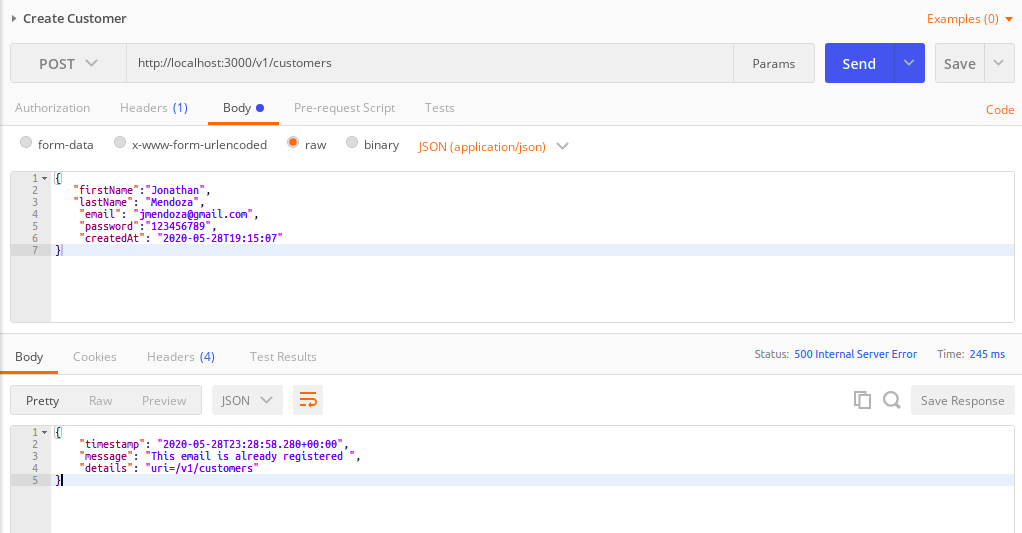 Create Customer
Examples (0)
POST
http://localhost:3000/v1/customers
Params
Send
Save
Authorization
Headers (1)
Body
Pre-request Script
Tests
Code
form-data
x-www-form-urlencoded
raw
binary
JSON (application/json)
1 {
2 "firstName":"Jonathan",
3 "lastName": "Mendoza",
4 "email": "jmendoza@gmail.com",
5 "password":"123456789",
6 "createdAt": "2020-05-28T19:15:07"
7 }
Body
Cookies
Headers (4)
Test Results
Status: 500 Internal Server Error
Time: 245 ms
Pretty
Raw
Preview
JSON
Save Response
1 {
2 "timestamp": "2020-05-28T23:28:58.280+00:00",
3 "message": "This email is already registered ",
4 "details": "uri=/v1/customers"
5 }